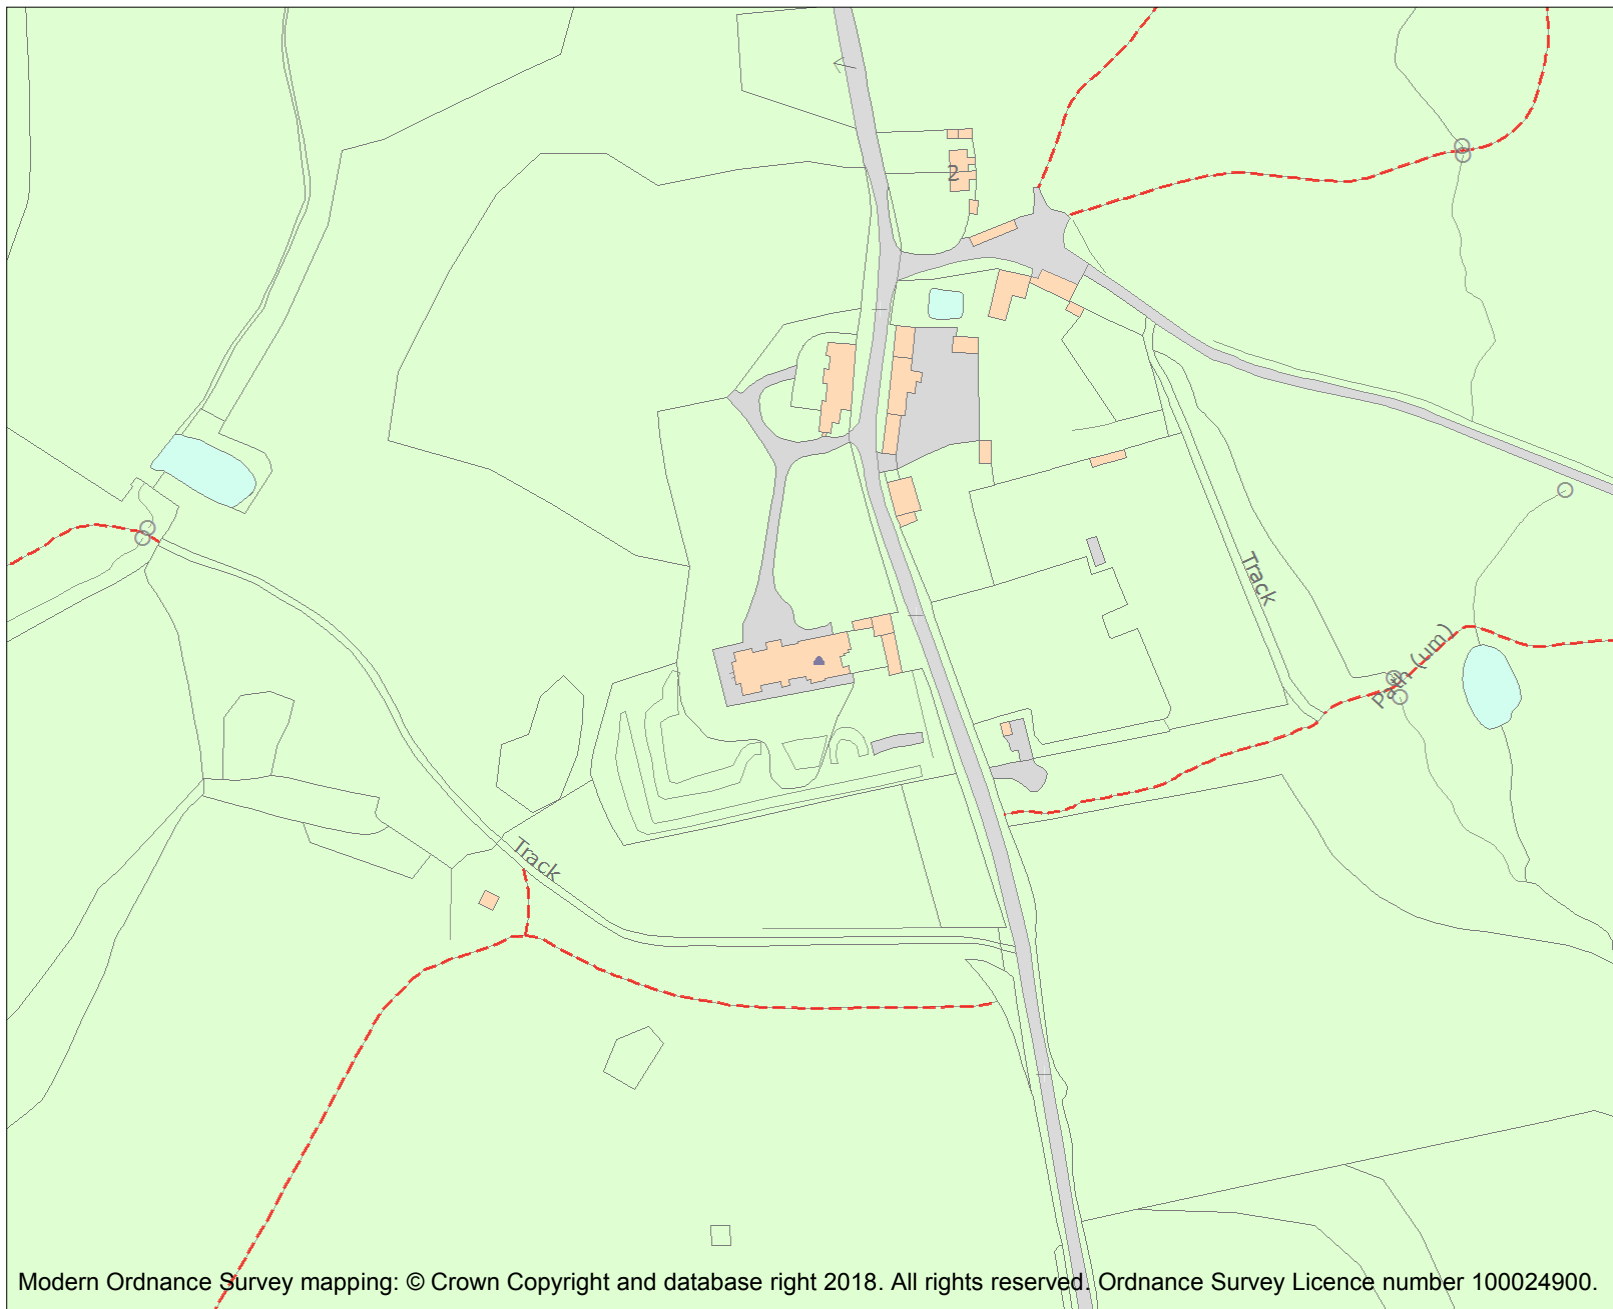 2
Track
Path (um)
Track
Modern Ordnance Survey mapping: © Crown Copyright and database right 2018. All rights reserved. Ordnance Survey Licence number 100024900.